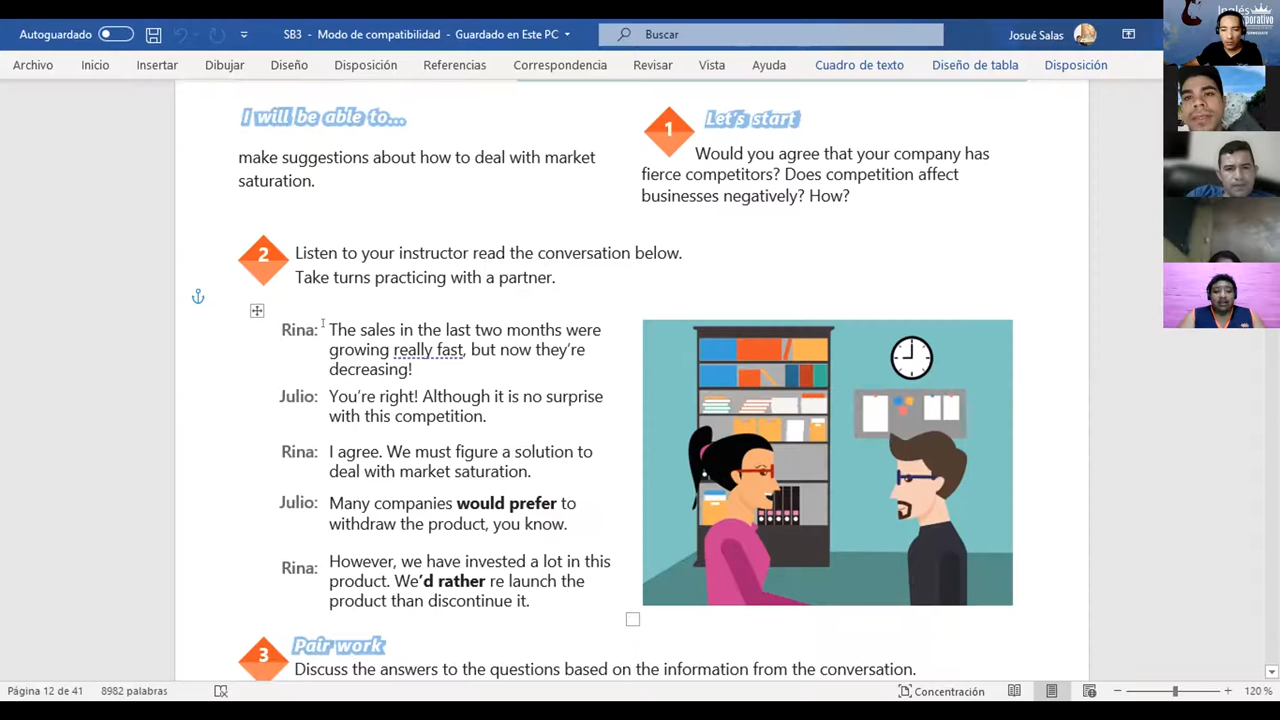 Autoguardado
SB3 - Modo de compatibilidad - Guardado en Este PC
Buscar
Josué Salas
Archivo Inicio Insertar Dibujar Diseño Disposición Referencias Correspondencia Revisar Vista Ayuda Cuadro de texto Diseño de tabla Disposición
I will be able to...
make suggestions about how to deal with market
saturation.
1 Let's start
Would you agree that your company has
fierce competitors? Does competition affect
businesses negatively? How?
2 Listen to your instructor read the conversation below.
Take turns practicing with a partner.
Rina: The sales in the last two months were
growing really fast, but now they're
decreasing!
Julio: You're right! Although it is no surprise
with this competition.
Rina: I agree. We must figure a solution to
deal with market saturation.
Julio: Many companies would prefer to
withdraw the product, you know.
Rina: However, we have invested a lot in this
product. We'd rather re launch the
product than discontinue it.
3 Pair work
Discuss the answers to the questions based on the information from the conversation.
Página 12 de 41 8982 palabras
Concentración
120 %